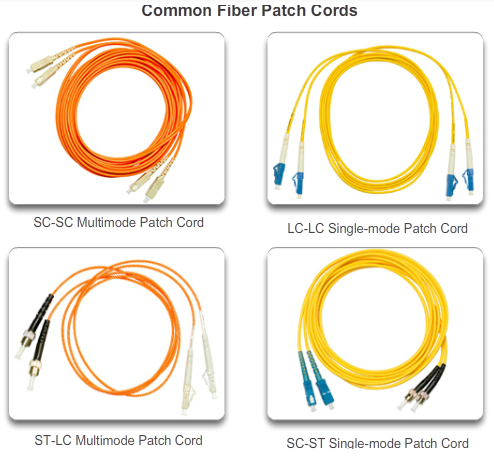 Common Fiber Patch Cords
SC-SC Multimode Patch Cord
LC-LC Single-mode Patch Cord
ST-LC Multimode Patch Cord
SC-ST Single-mode Patch Cord